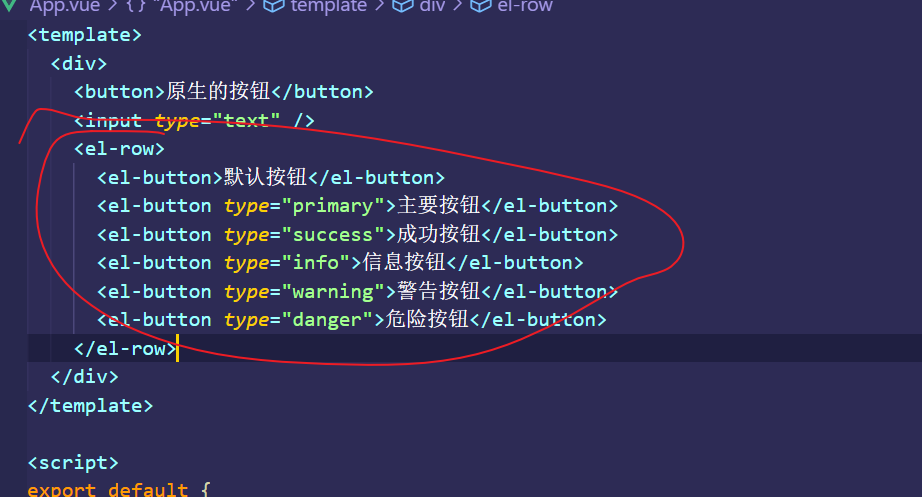 App.vue > {} "App.vue" > template > div > el-row
<template>
<div>
<button>原生的按钮</button>
<input type="text" />
<el-row>
<el-button>默认按钮</el-button>
<el-button type="primary">主要按钮</el-button>
<el-button type="success">成功按钮</el-button>
<el-button type="info">信息按钮</el-button>
<el-button type="warning">警告按钮</el-button>
<el-button type="danger">危险按钮</el-button>
</el-row>
</div>
</template>
<script>
export default {